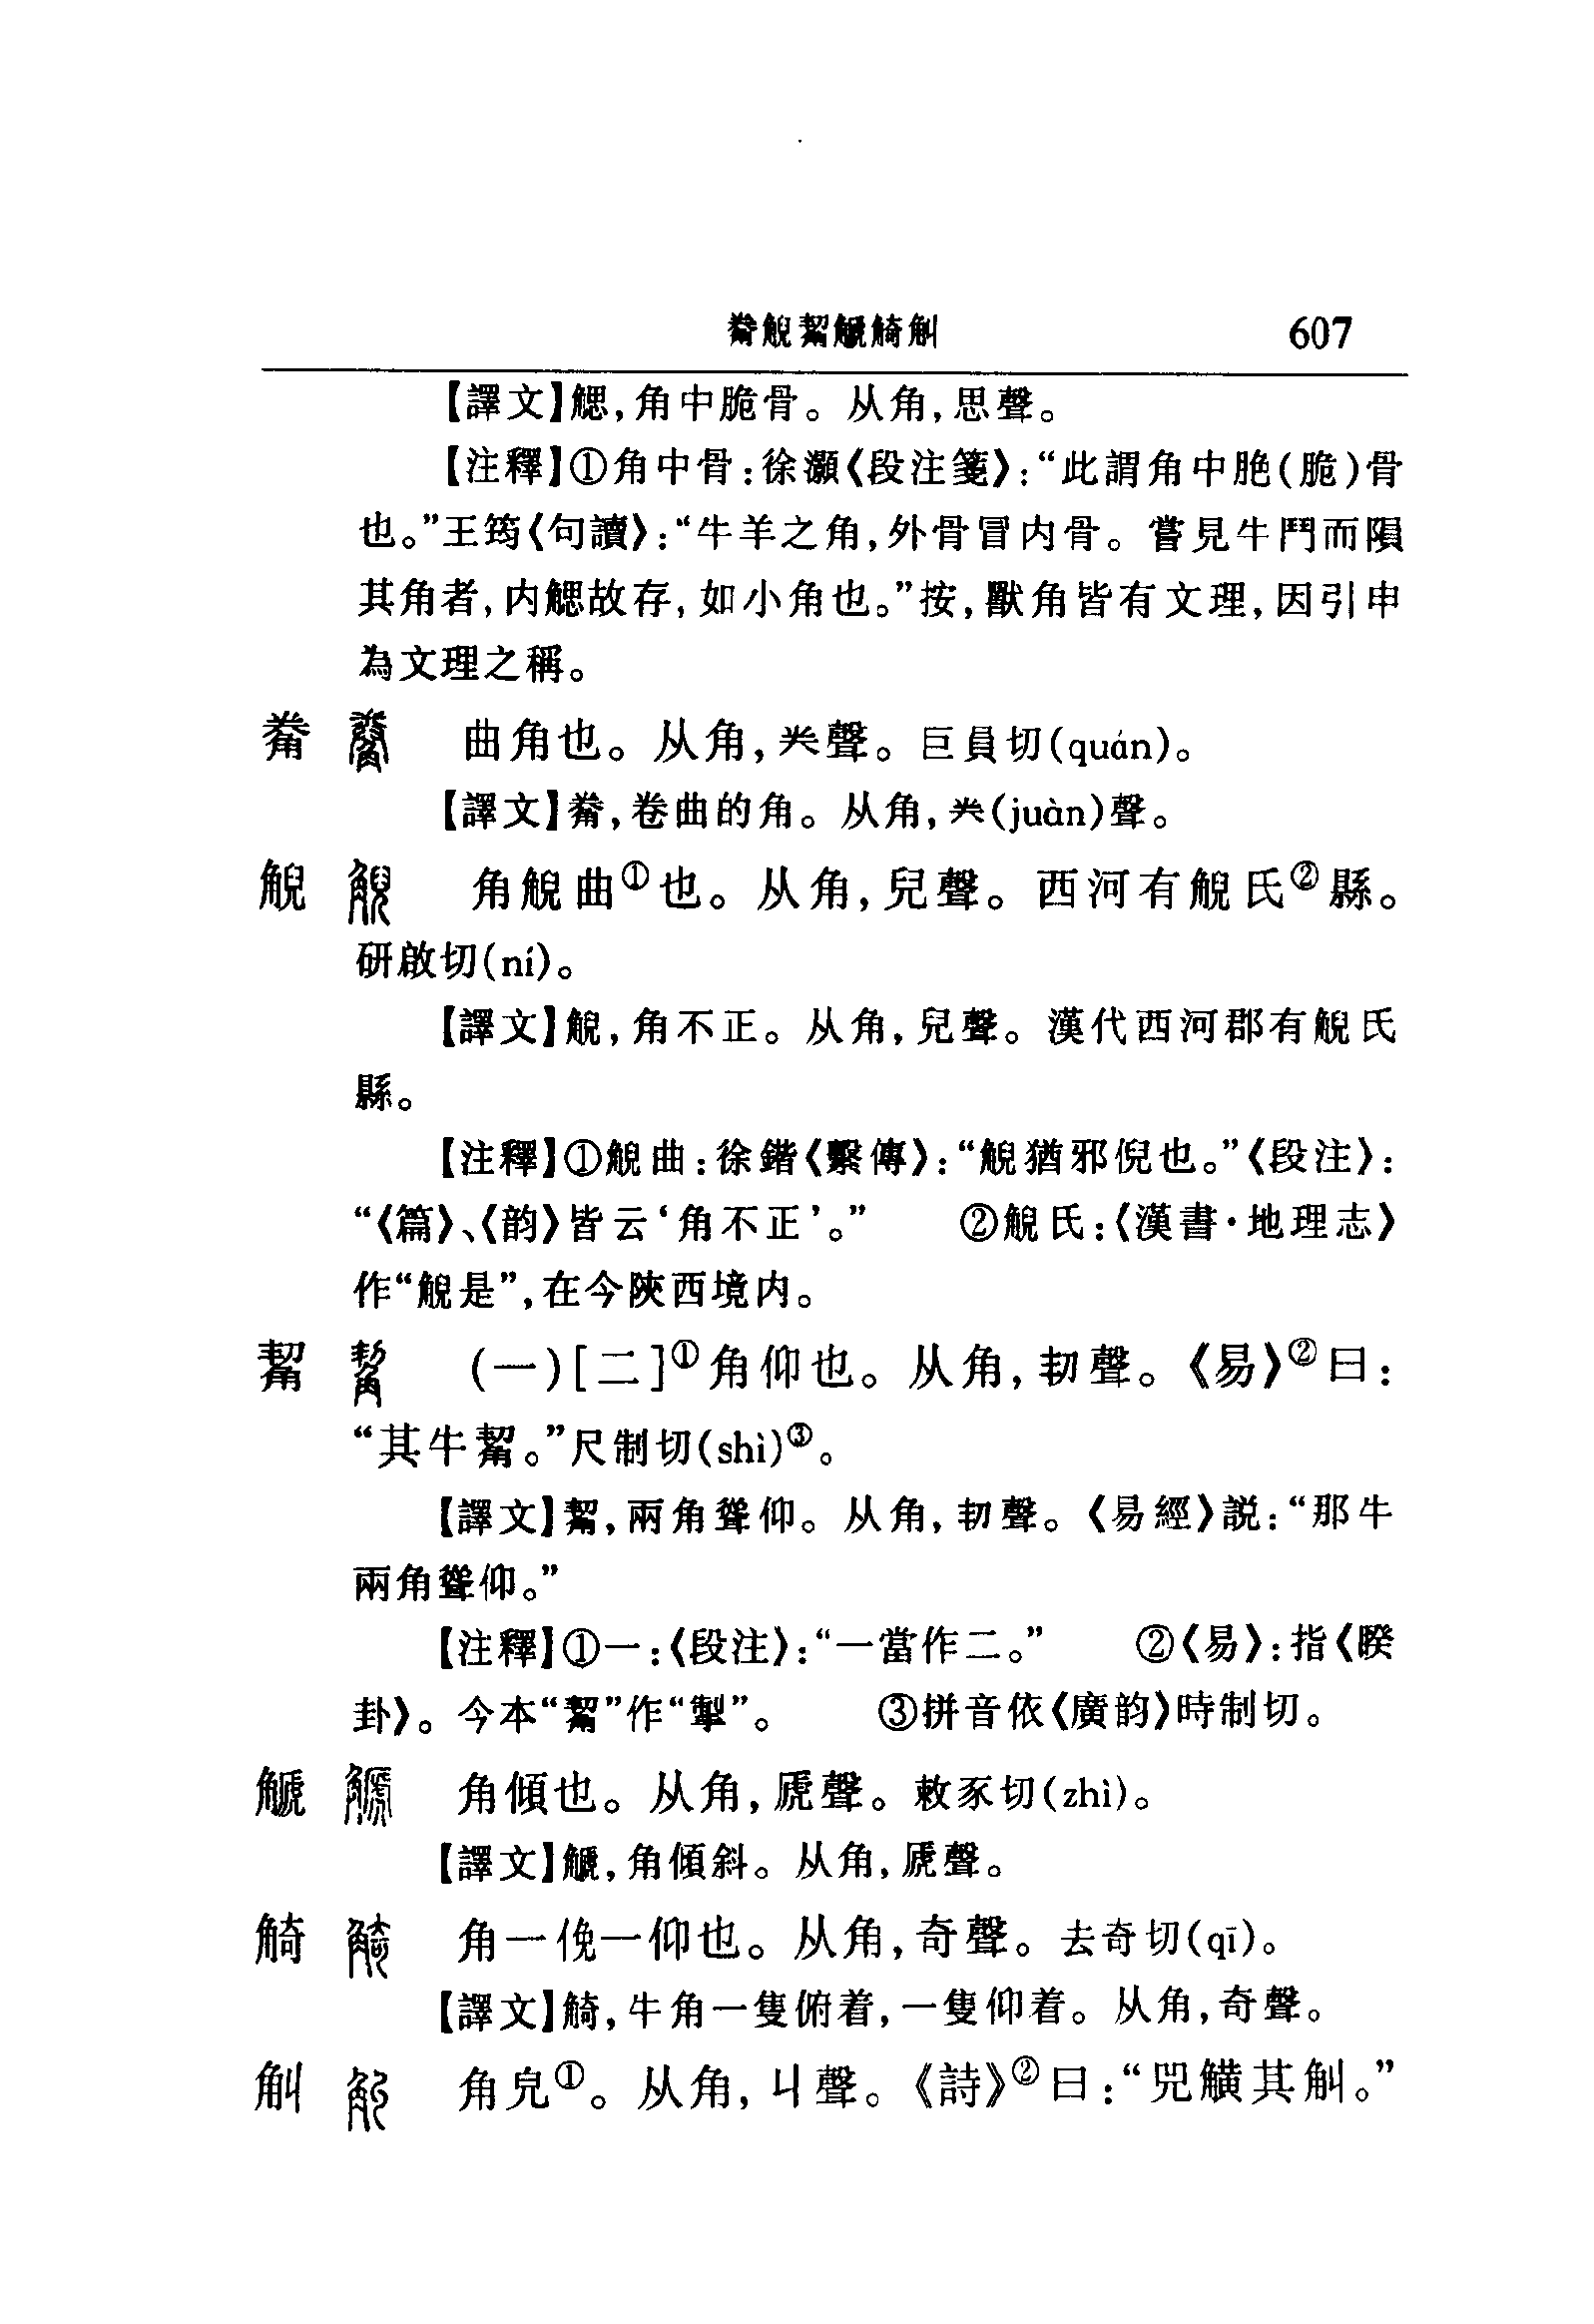 觠觬觢觗觭觓 607
【譯文】䚡,角中脆骨。从角,思聲。
【注釋】①角中骨:徐灝《段注箋》:“此謂角中脃(脆)骨
也。”王筠《句讀》:“牛羊之角,外骨冒内骨。嘗見牛鬥而隕
其角者,内䚡故存,如小角也。”按,獸角皆有文理,因引申
為文理之稱。
觠 曲角也。从角,𢍏聲。巨員切(quán)。
【譯文】觠,卷曲的角。从角,𢍏(juàn)聲。
觬 角觬曲①也。从角,兒聲。西河有觬氏②縣。
研啟切(ní)。
【譯文】觬,角不正。从角,兒聲。漢代西河郡有觬氏
縣。
【注釋】①觬曲:徐鍇《繫傳》:“觬猶邪倪也。”《段注》:
“《篇》、《韵》皆云‘角不正’。” ②觬氏:《漢書·地理志》
作“觬是”,在今陝西境内。
觢 (一)[二]①角仰也。从角,㓞聲。《易》②曰:
“其牛觢。”尺制切(shì)③。
【譯文】觢,兩角聳仰。从角,㓞聲。《易經》説:“那牛
兩角聳仰。”
【注釋】①一:《段注》:“一當作二。” ②《易》:指《睽
卦》。今本“觢”作“掣”。 ③拼音依《廣韵》時制切。
䚦 角傾也。从角,虒聲。敕豕切(zhì)。
【譯文】䚦,角傾斜。从角,虒聲。
觭 角一俛一仰也。从角,奇聲。去奇切(qī)。
【譯文】觭,牛角一隻俯着,一隻仰着。从角,奇聲。
觓 角皃①。从角,丩聲。《詩》②曰:“兕觵其觓。”